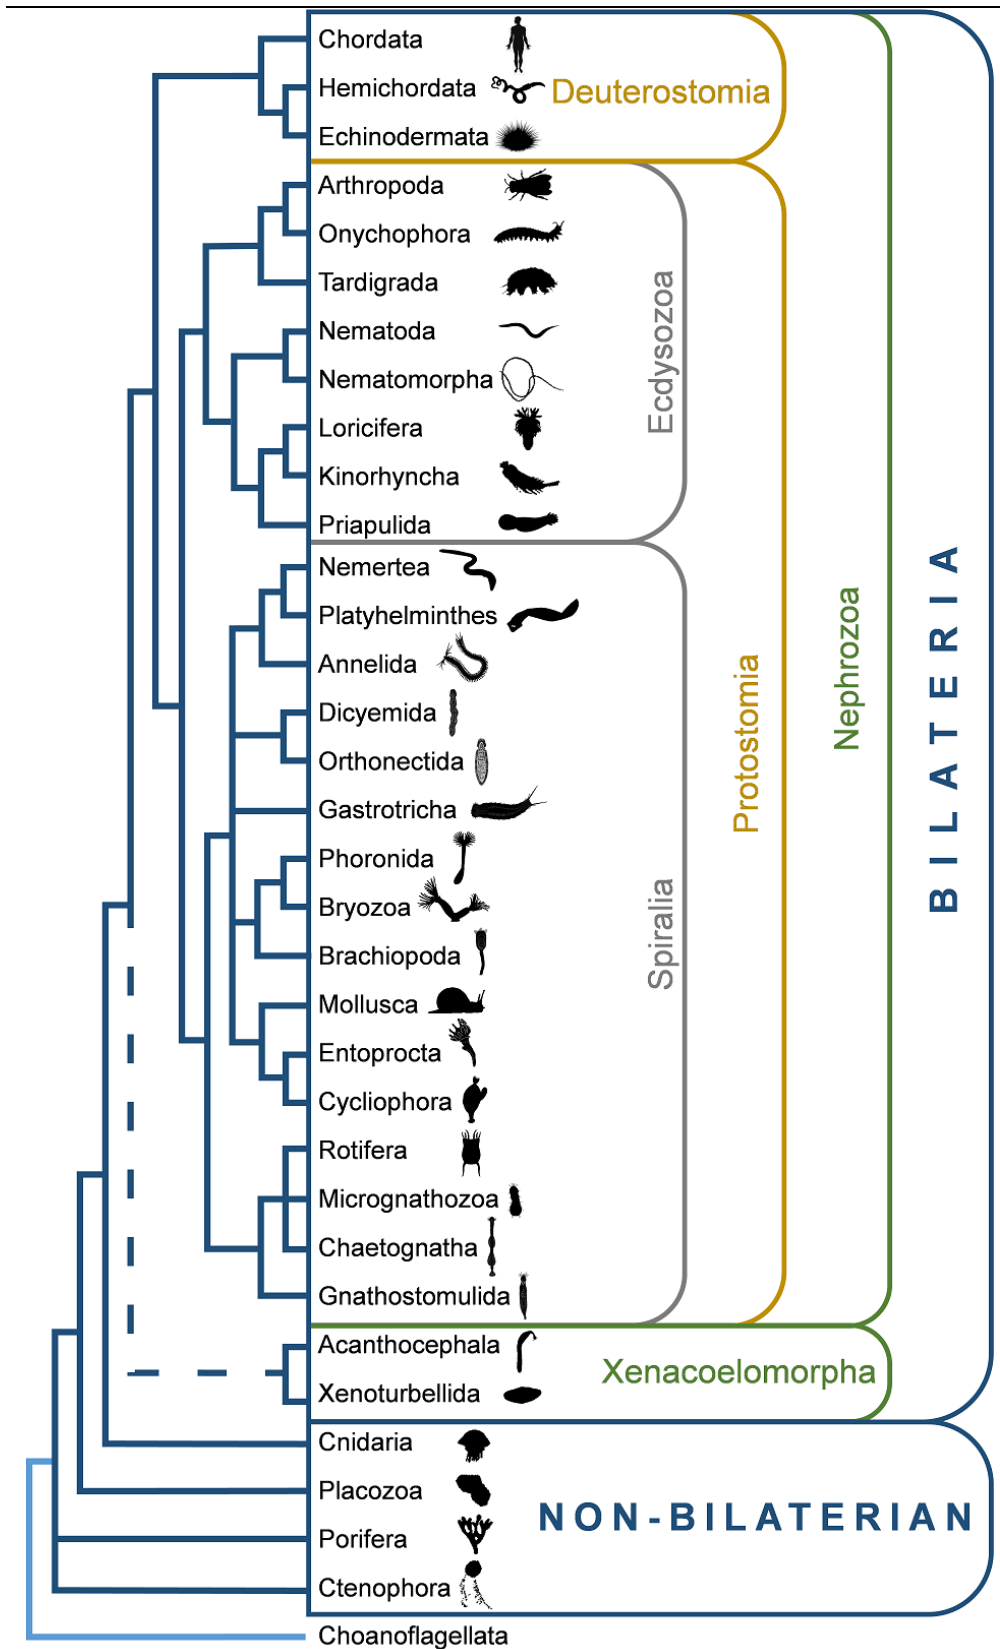 Chordata
Hemichordata
Deuterostomia
Echinodermata
Arthropoda
Onychophora
Tardigrada
Nematoda
Nematomorpha
Loricifera
Kinorhyncha
Priapulida
Ecdysozoa
Nemertea
Platyhelminthes
Annelida
Dicyemida
Orthonectida
Gastrotricha
Phoronida
Bryozoa
Brachiopoda
Mollusca
Entoprocta
Cycliophora
Rotifera
Micrognathozoa
Chaetognatha
Gnathostomulida
Spiralia
Protostomia
Nephrozoa
BILATERIA
Acanthocephala
Xenacoelomorpha
Xenoturbellida
Cnidaria
Placozoa
NON-BILATERIAN
Porifera
Ctenophora
Choanoflagellata